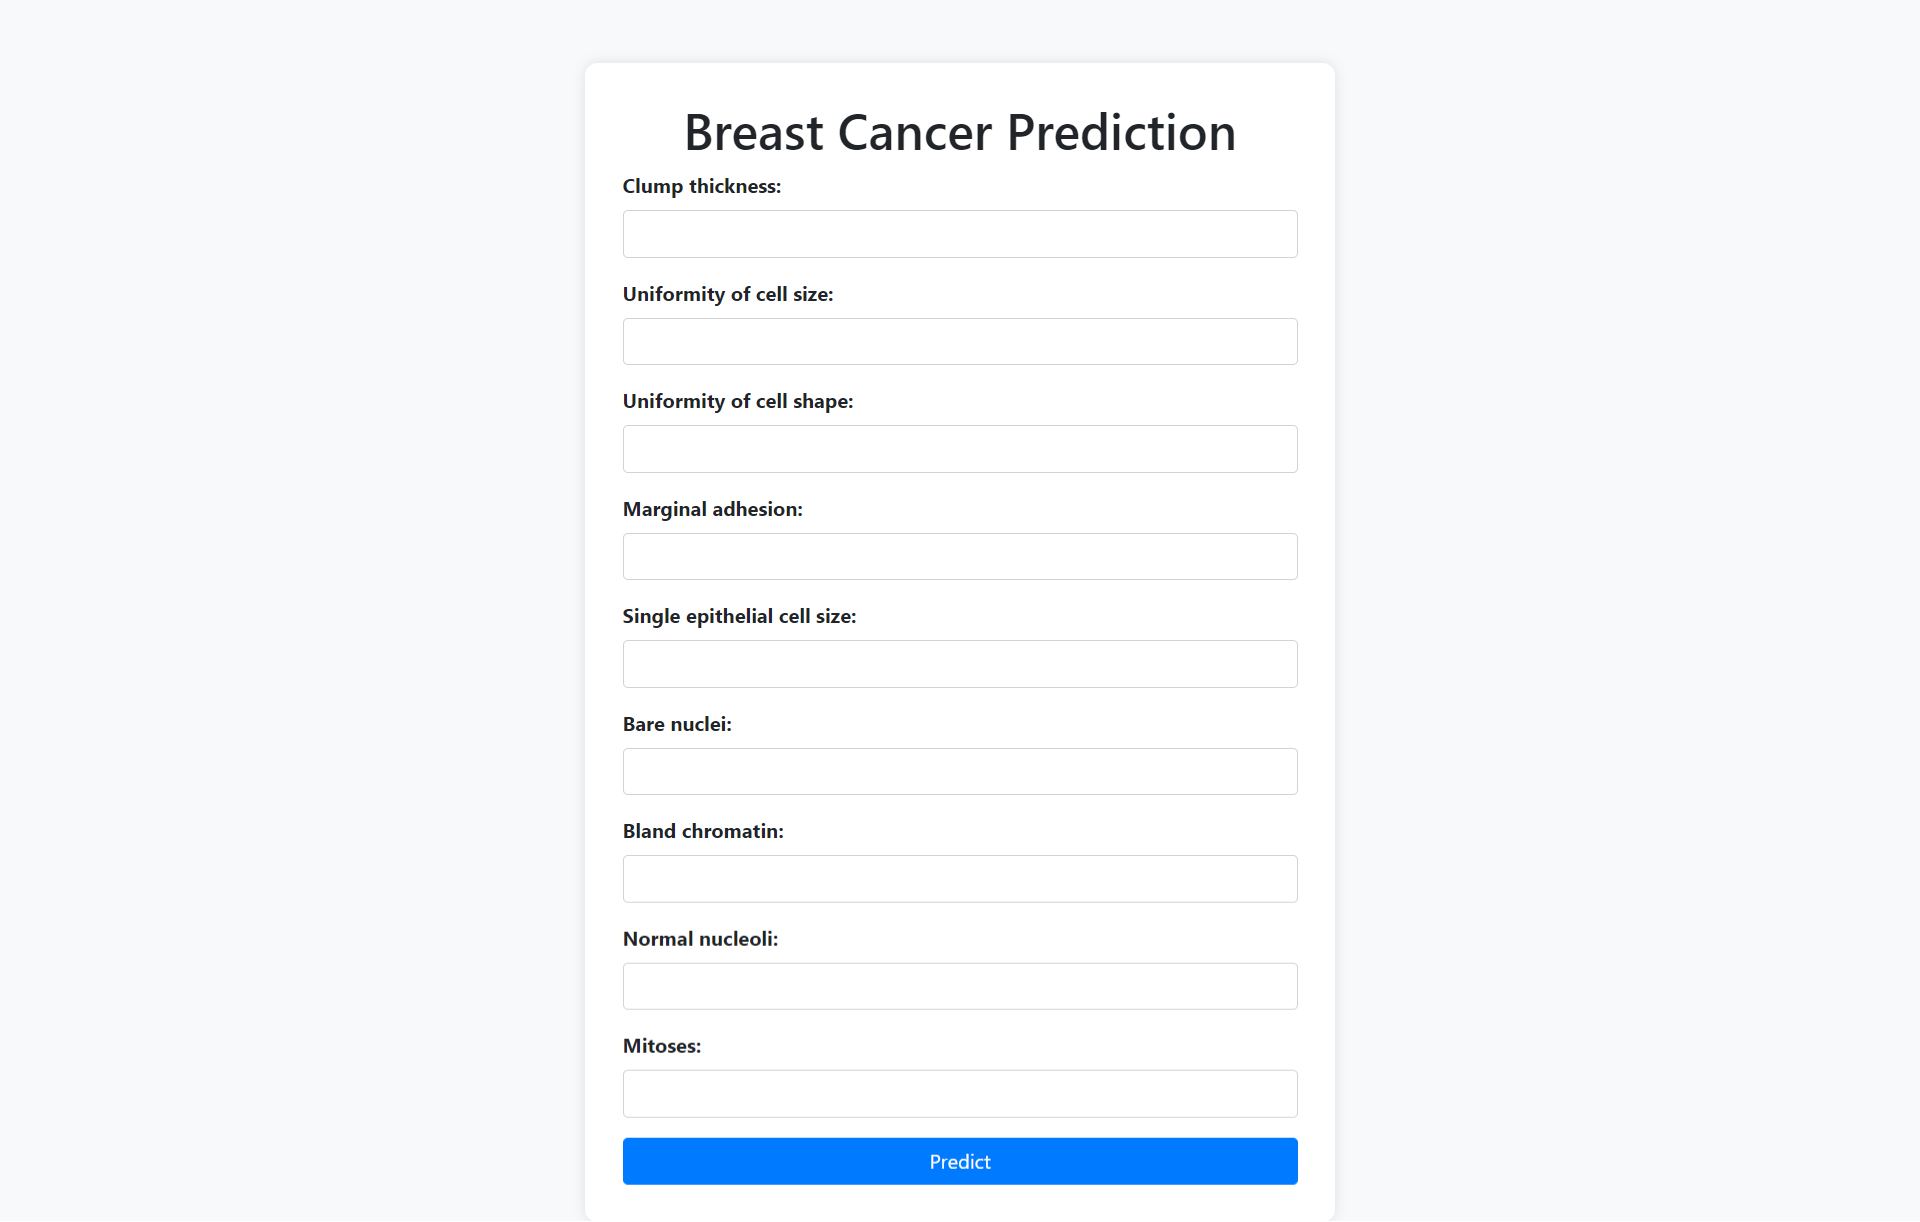 Breast Cancer Prediction
Clump thickness:
Uniformity of cell size:
Uniformity of cell shape:
Marginal adhesion:
Single epithelial cell size:
Bare nuclei:
Bland chromatin:
Normal nucleoli:
Mitoses:
Predict